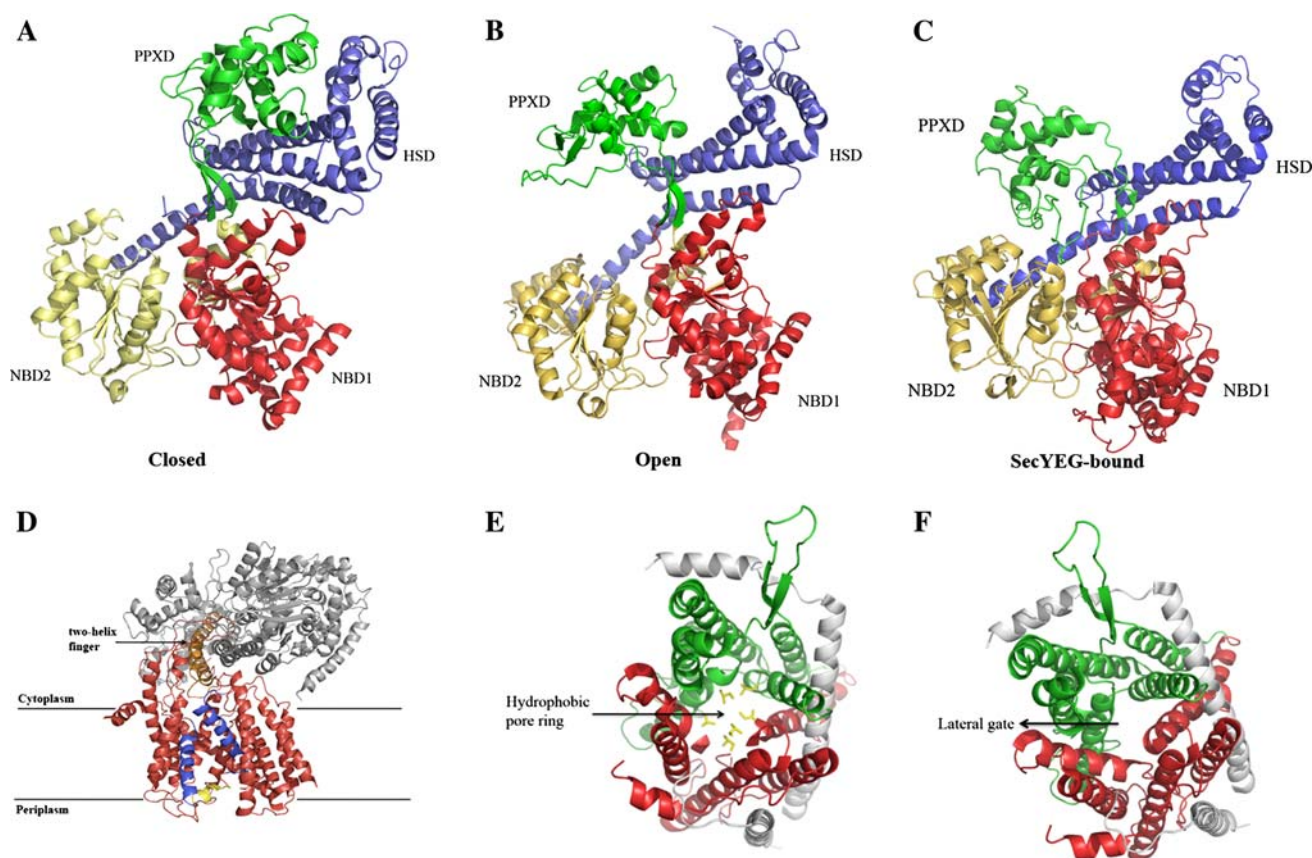 A
PPXD
HSD
NBD2
NBD1
Closed
B
PPXD
HSD
NBD2
NBD1
Open
C
PPXD
HSD
NBD2
NBD1
SecYEG-bound
D
two-helix
finger
Cytoplasm
Periplasm
E
Hydrophobic
pore ring
F
Lateral gate